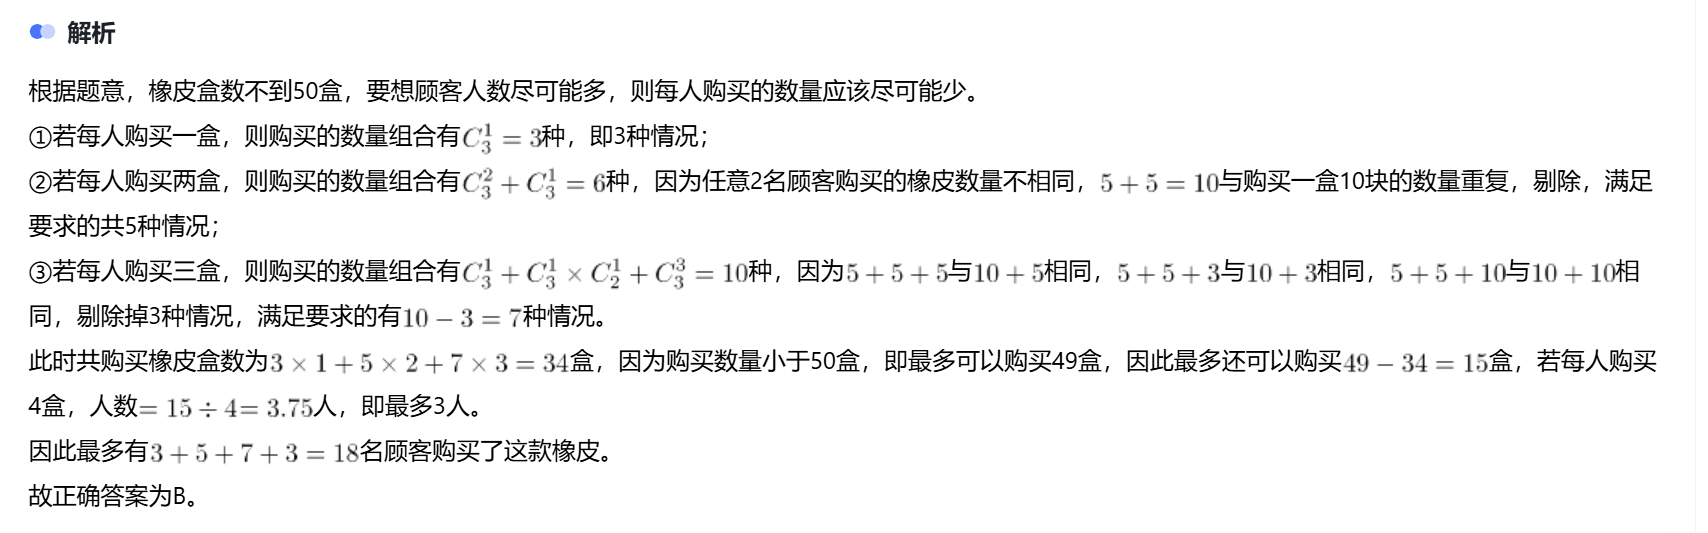 解析
根据题意，橡皮盒数不到50盒，要想顾客人数尽可能多，则每人购买的数量应该尽可能少。
①若每人购买一盒，则购买的数量组合有$C_3^1 = 3$种，即3种情况；
②若每人购买两盒，则购买的数量组合有$C_3^2 + C_3^1 = 6$种，因为任意2名顾客购买的橡皮数量不相同，$5 + 5 = 10$与购买一盒10块的数量重复，剔除，满足
要求的共5种情况；
③若每人购买三盒，则购买的数量组合有$C_3^1 + C_3^1 \times C_2^1 + C_3^3 = 10$种，因为$5 + 5 + 5$与$10 + 5$相同，$5 + 5 + 3$与$10 + 3$相同，$5 + 5 + 10$与$10 + 10$相
同，剔除掉3种情况，满足要求的有$10 - 3 = 7$种情况。
此时共购买橡皮盒数为$3 \times 1 + 5 \times 2 + 7 \times 3 = 34$盒，因为购买数量小于50盒，即最多可以购买49盒，因此最多还可以购买$49 - 34 = 15$盒，若每人购买
4盒，人数$= 15 \div 4 = 3.75$人，即最多3人。
因此最多有$3 + 5 + 7 + 3 = 18$名顾客购买了这款橡皮。
故正确答案为B。